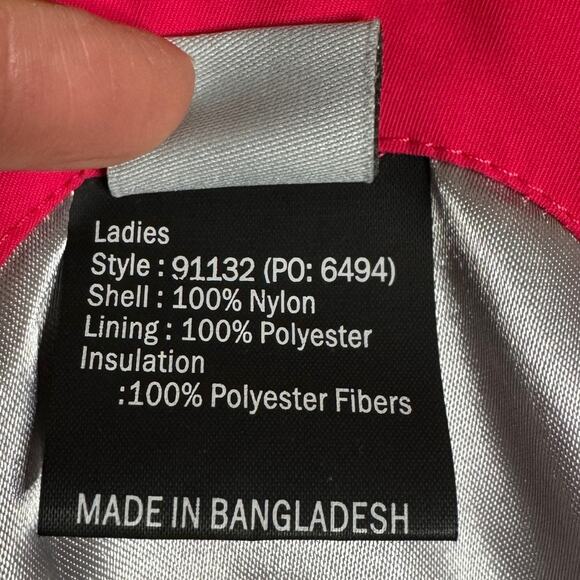 Ladies
Style : 91132 (PO: 6494)
Shell : 100% Nylon
Lining : 100% Polyester
Insulation
:100% Polyester Fibers
MADE IN BANGLADESH